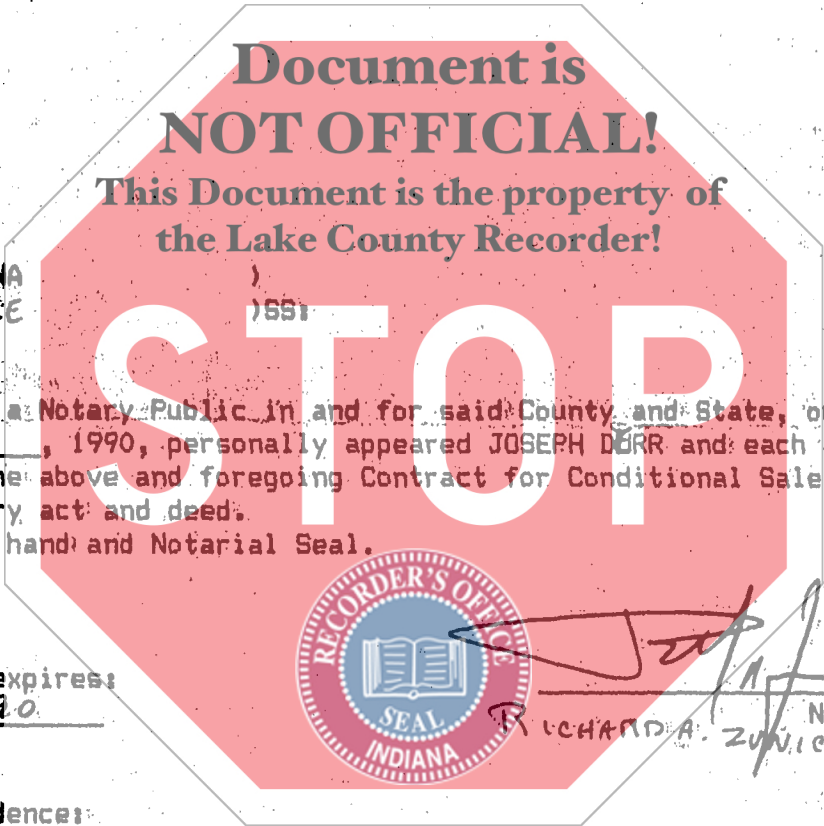 Document is
NOT OFFICIAL!
This Document is the property of
the Lake County Recorder!
A )
E )SS:
STOP
a Notary Public in and for said County and State, o
, 1990, personally appeared JOSEPH DURR and each
e above and foregoing Contract for Conditional Sale
y act and deed.
hand and Notarial Seal.
RECORDER'S OFFICE
SEAL
INDIANA
expires:
RICHARD A. ZUNIC
N
dence: